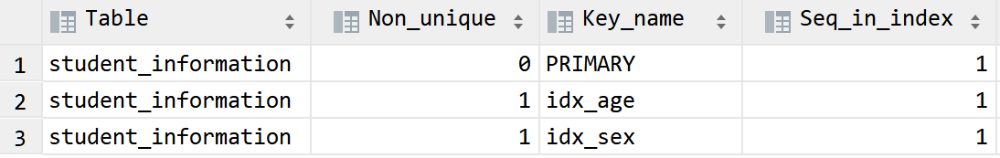 Table Non_unique Key_name Seq_in_index
1 student_information 0 PRIMARY 1
2 student_information 1 idx_age 1
3 student_information 1 idx_sex 1